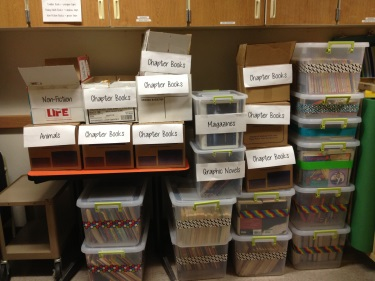 Chapter Books
Non-Fiction
LIFE
Chapter Books
Chapter Books
Chapter Books
Animals
Chapter Books
Chapter Books
Magazines
Chapter Books
Graphic Novels